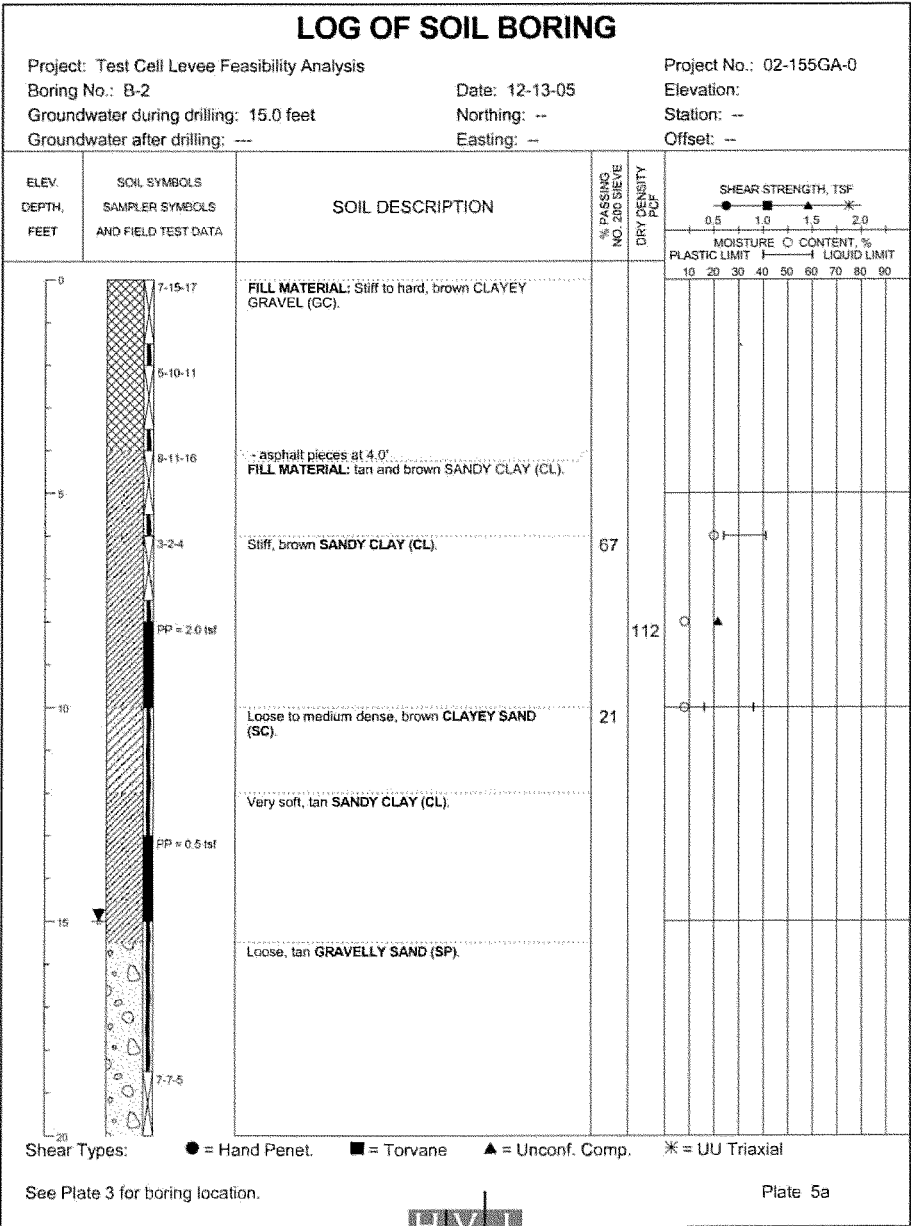 LOG OF SOIL BORING
Project: Test Cell Levee Feasibility Analysis Project No.: 02-155GA-0
Boring No.: B-2 Date: 12-13-05 Elevation:
Groundwater during drilling: 15.0 feet Northing: -- Station: --
Groundwater after drilling: --- Easting: -- Offset: --
ELEV. DEPTH, FEET
SOIL SYMBOLS SAMPLER SYMBOLS AND FIELD TEST DATA
SOIL DESCRIPTION
% PASSING NO. 200 SIEVE
DRY DENSITY PCF
SHEAR STRENGTH, TSF
0.5 1.0 1.5 2.0
MOISTURE CONTENT, %
PLASTIC LIMIT LIQUID LIMIT
10 20 30 40 50 60 70 80 90
0 7-15-17 FILL MATERIAL: Stiff to hard, brown CLAYEY
GRAVEL (GC).
5-10-11
8-11-16 - asphalt pieces at 4.0'
FILL MATERIAL: tan and brown SANDY CLAY (CL).
5
3-2-4 Stiff, brown SANDY CLAY (CL). 67
PP = 2.0 tsf 112
10 Loose to medium dense, brown CLAYEY SAND 21
(SC).
Very soft, tan SANDY CLAY (CL).
PP = 0.5 tsf
15
Loose, tan GRAVELLY SAND (SP).
7-7-5
20
Shear Types: ● = Hand Penet. ■ = Torvane ▲ = Unconf. Comp. ⚹ = UU Triaxial
See Plate 3 for boring location. Plate 5a
H V J